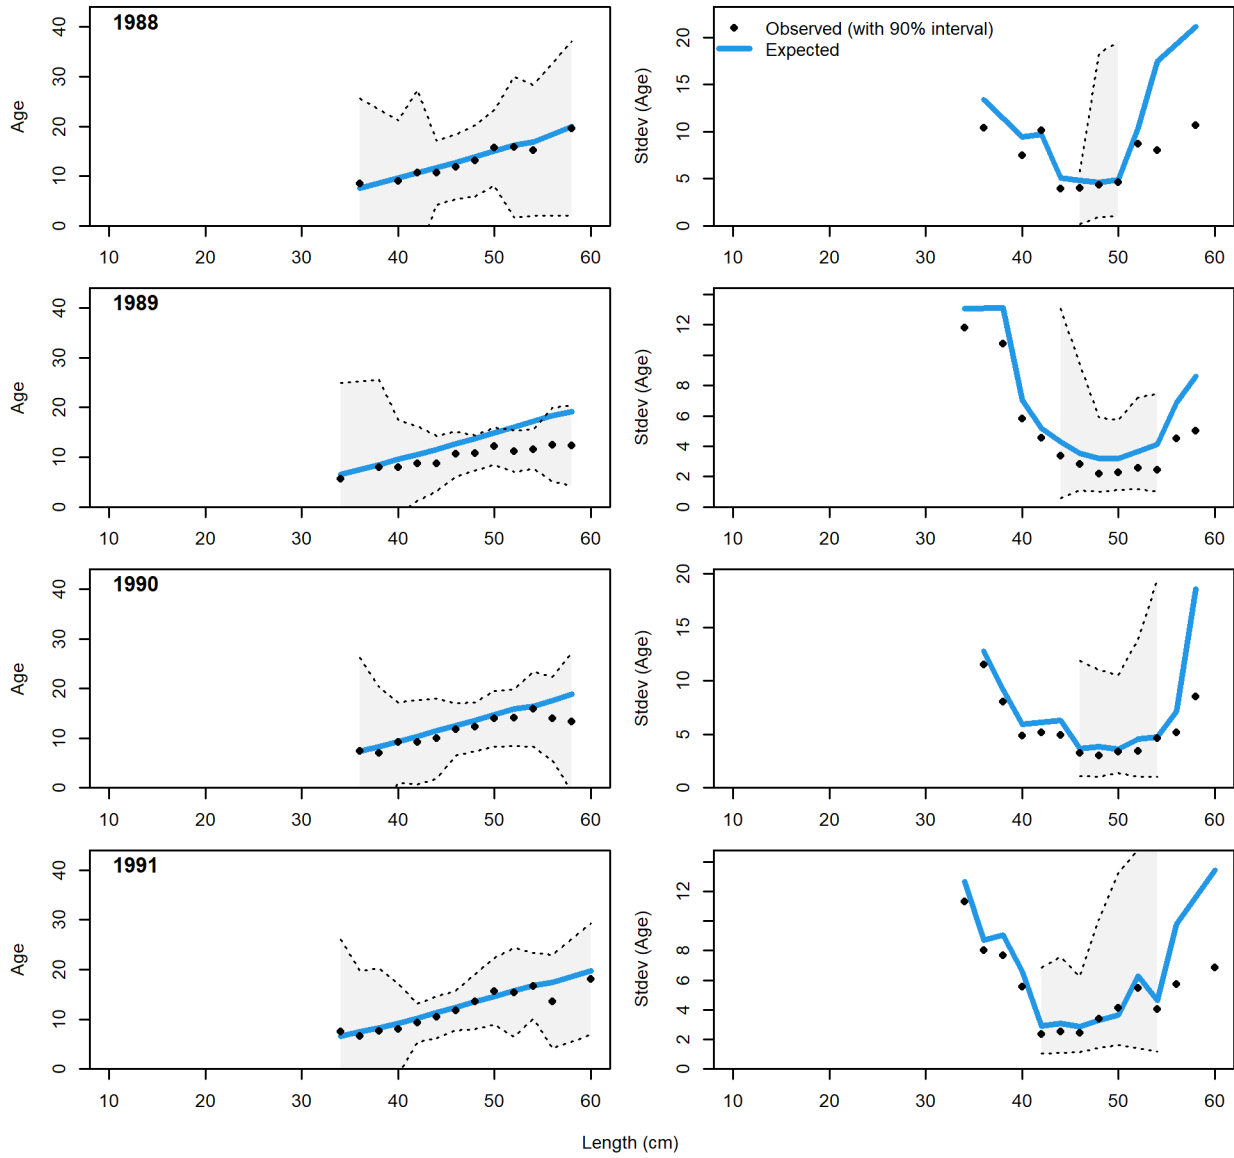 1988
Age
0 10 20 30 40
10 20 30 40 50 60
Observed (with 90% interval)
Expected
Stdev (Age)
0 5 10 15 20
10 20 30 40 50 60
1989
Age
0 10 20 30 40
10 20 30 40 50 60
Stdev (Age)
0 2 4 6 8 12
10 20 30 40 50 60
1990
Age
0 10 20 30 40
10 20 30 40 50 60
Stdev (Age)
0 5 10 15 20
10 20 30 40 50 60
1991
Age
0 10 20 30 40
10 20 30 40 50 60
Stdev (Age)
0 2 4 6 8 12
10 20 30 40 50 60
Length (cm)